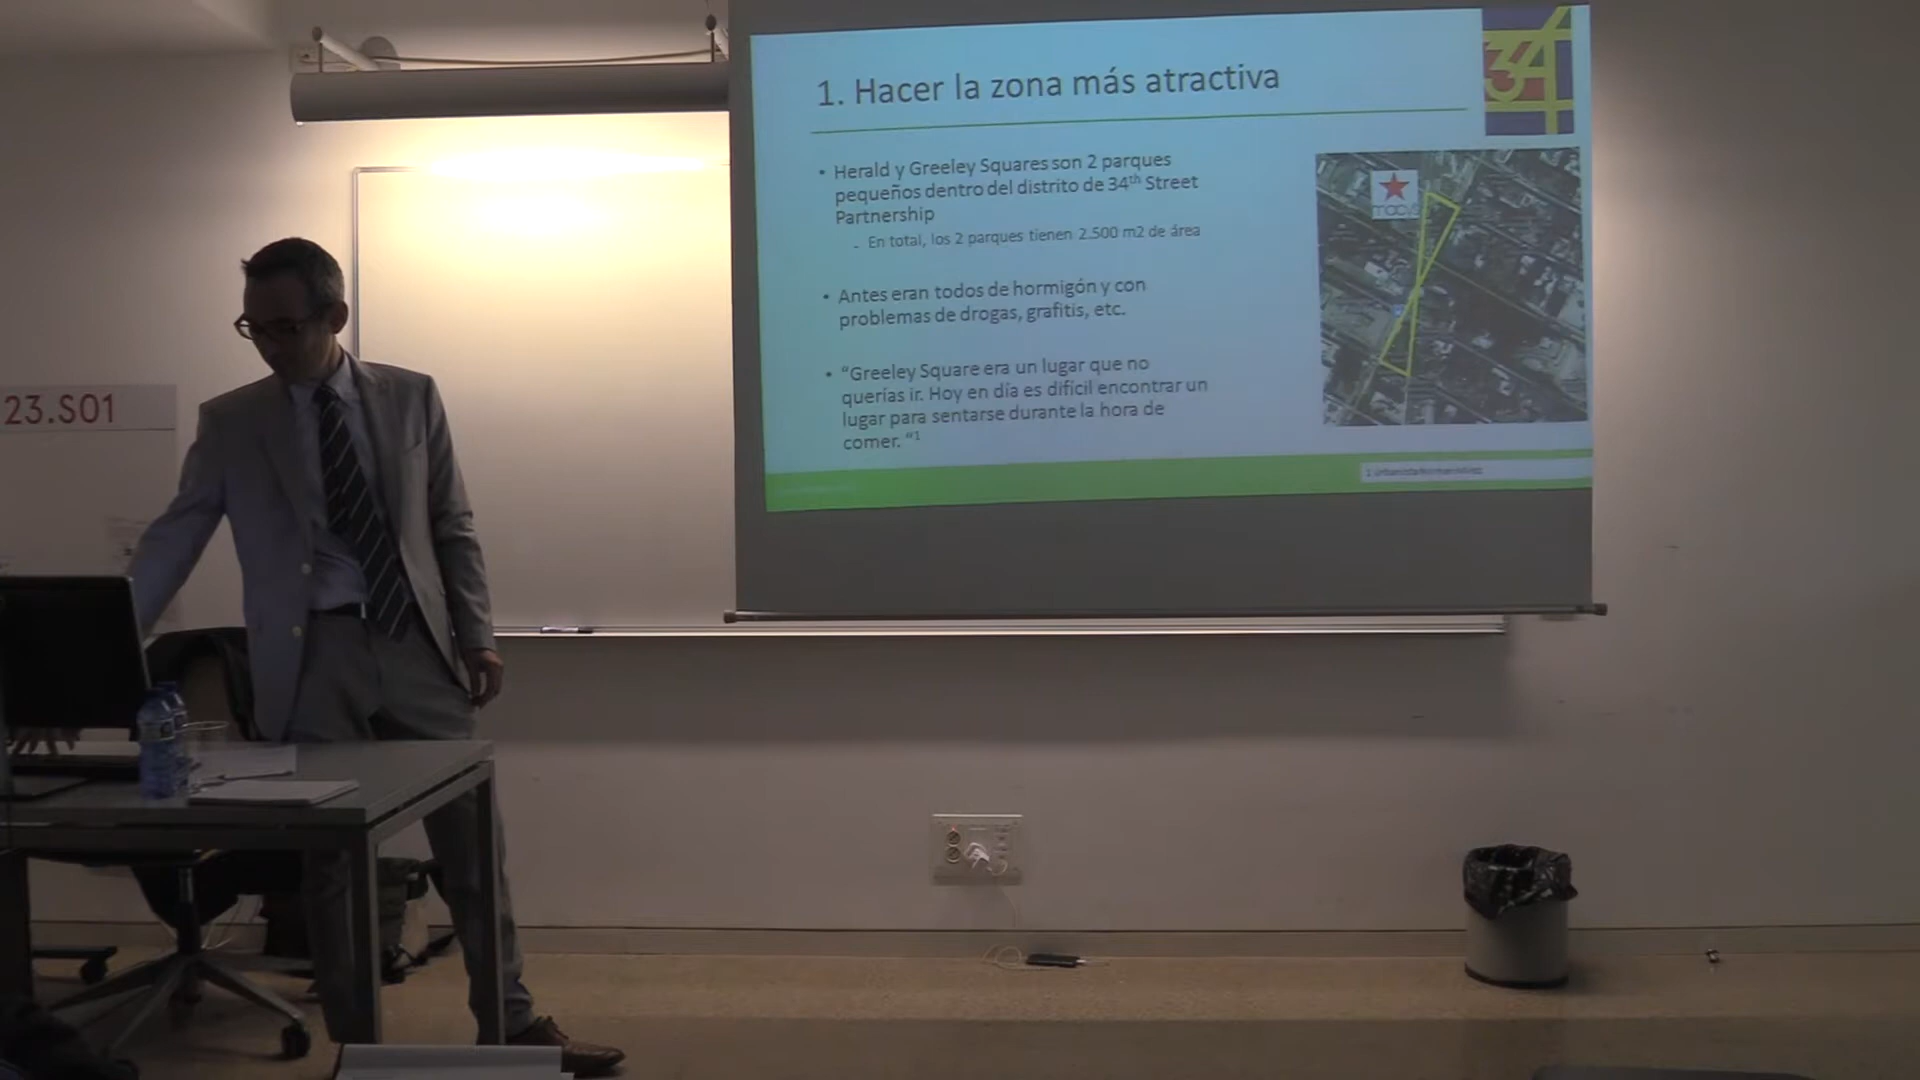 1. Hacer la zona más atractiva
34
• Herald y Greeley Squares son 2 parques
pequeños dentro del distrito de 34th Street
Partnership
- En total, los 2 parques tienen 2.500 m2 de área
• Antes eran todos de hormigón y con
problemas de drogas, grafitis, etc.
• “Greeley Square era un lugar que no
querías ir. Hoy en día es difícil encontrar un
lugar para sentarse durante la hora de
comer. “1
macy's
23.S01